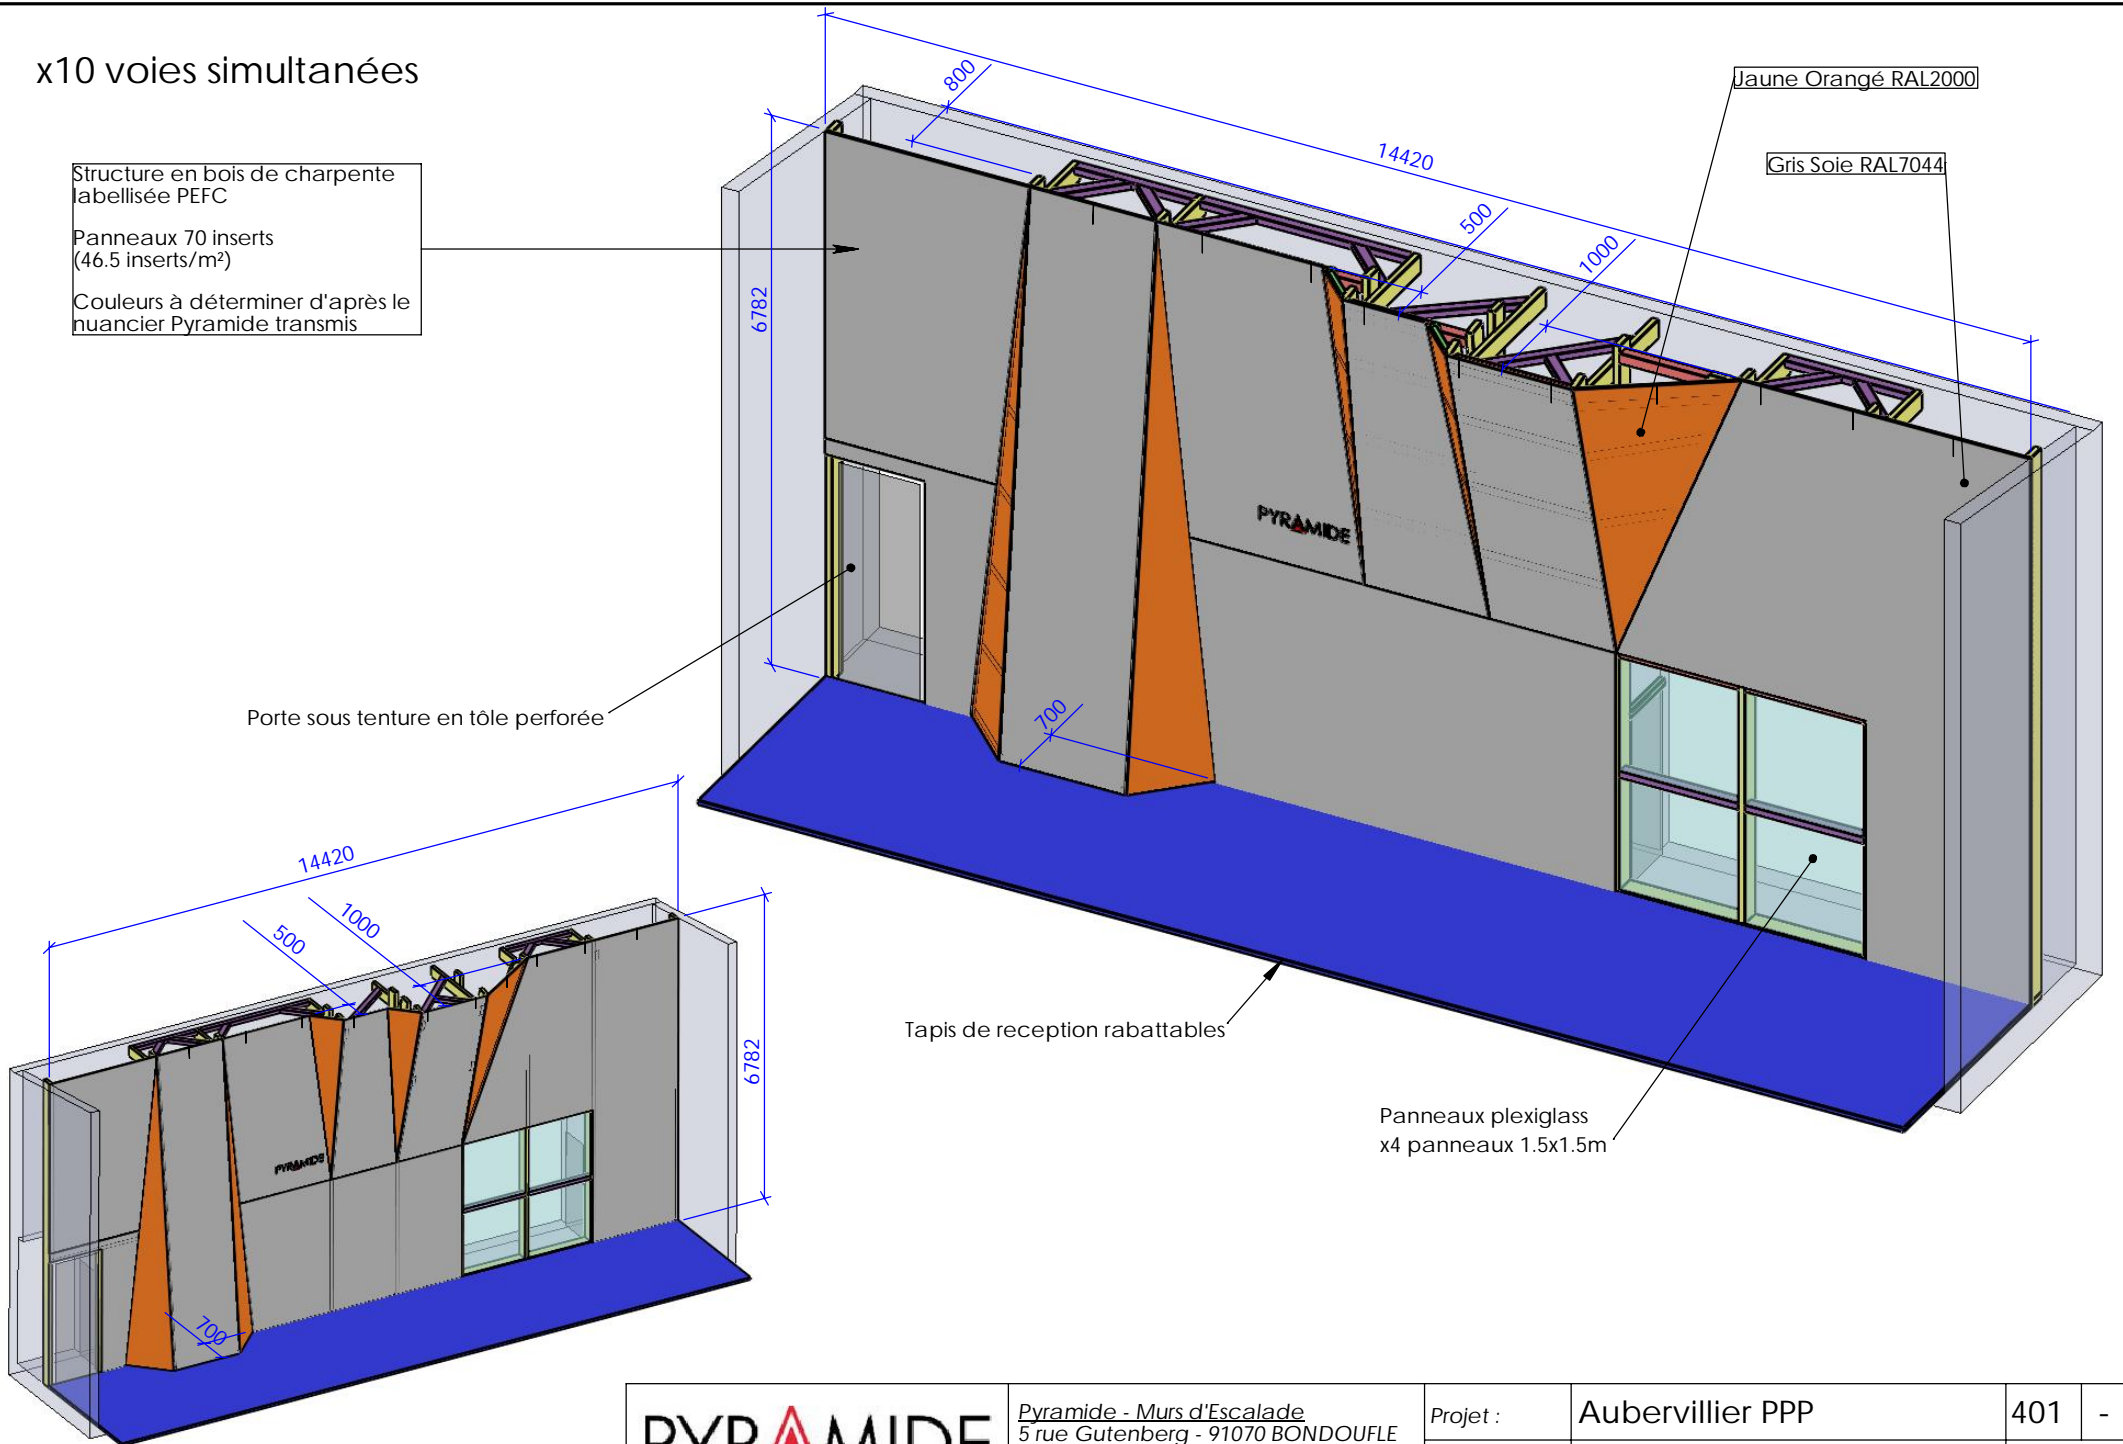 x10 voies simultanées
Structure en bois de charpente
labellisée PEFC
Panneaux 70 inserts
(46.5 inserts/m²)
Couleurs à déterminer d'après le
nuancier Pyramide transmis
800
14420
500
1000
6782
Jaune Orangé RAL2000
Gris Soie RAL7044
PYRAMIDE
Porte sous tenture en tôle perforée
700
Tapis de reception rabattables
Panneaux plexiglass
x4 panneaux 1.5x1.5m
14420
500
1000
6782
PYRAMIDE
700
PYRAMIDE
Pyramide - Murs d'Escalade
5 rue Gutenberg - 91070 BONDOUFLE
Projet :
Aubervillier PPP
401
-